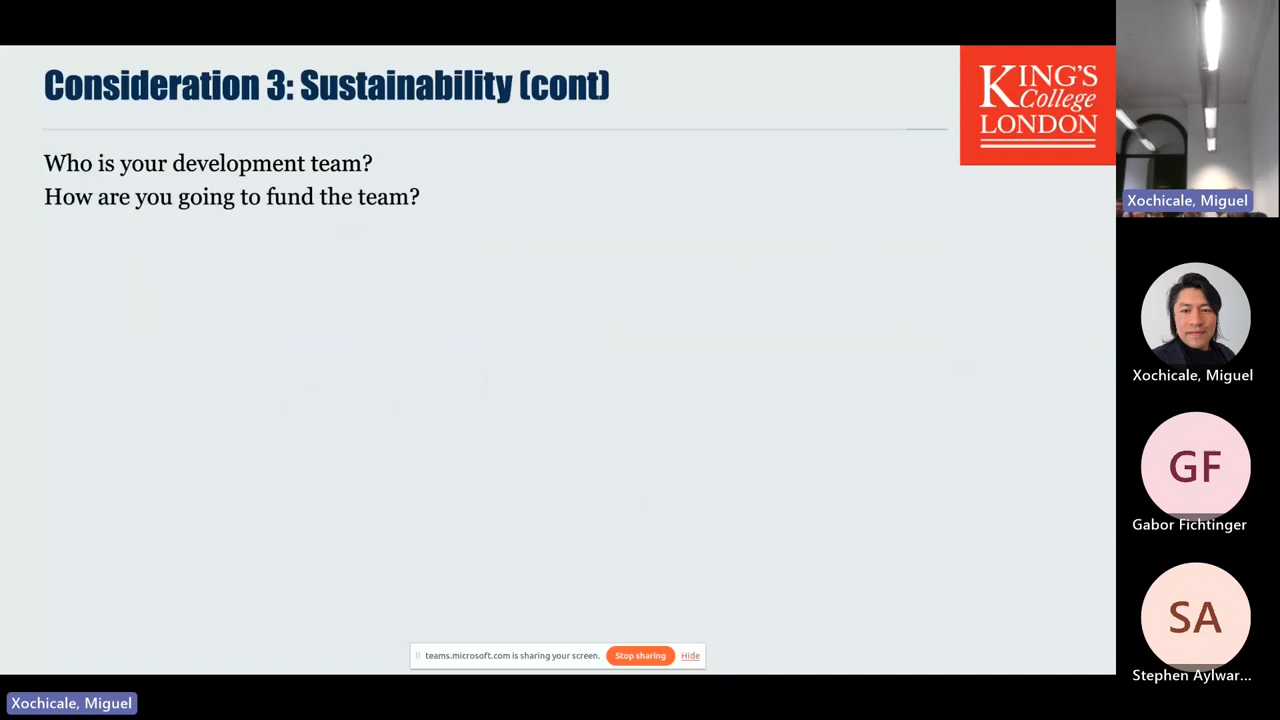 Consideration 3: Sustainability (cont)
KING'S
College
LONDON
Who is your development team?
How are you going to fund the team?
Xochicale, Miguel
Xochicale, Miguel
GF
Gabor Fichtinger
SA
Stephen Aylwar...
teams.microsoft.com is sharing your screen.
Stop sharing
Hide
Xochicale, Miguel